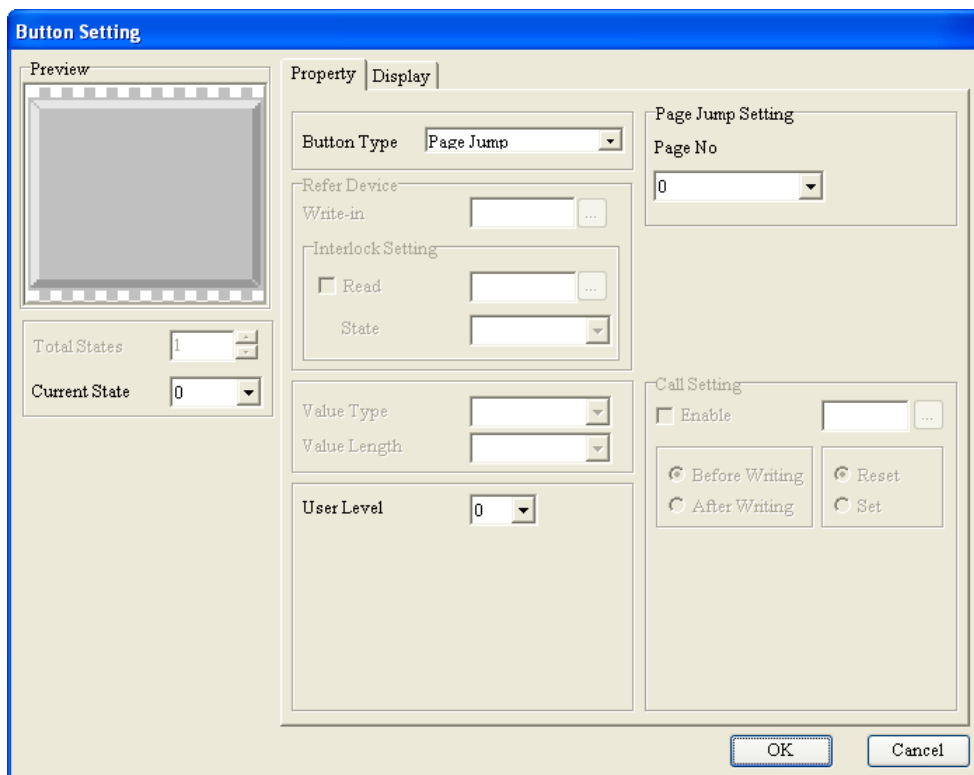 Button Setting
Preview
Property
Display
Button Type
Page Jump
Page Jump Setting
Page No
0
Refer Device
Write-in
...
Interlock Setting
Read
...
State
Total States
1
Current State
0
Value Type
Value Length
Call Setting
Enable
...
Before Writing
After Writing
Reset
Set
User Level
0
OK
Cancel